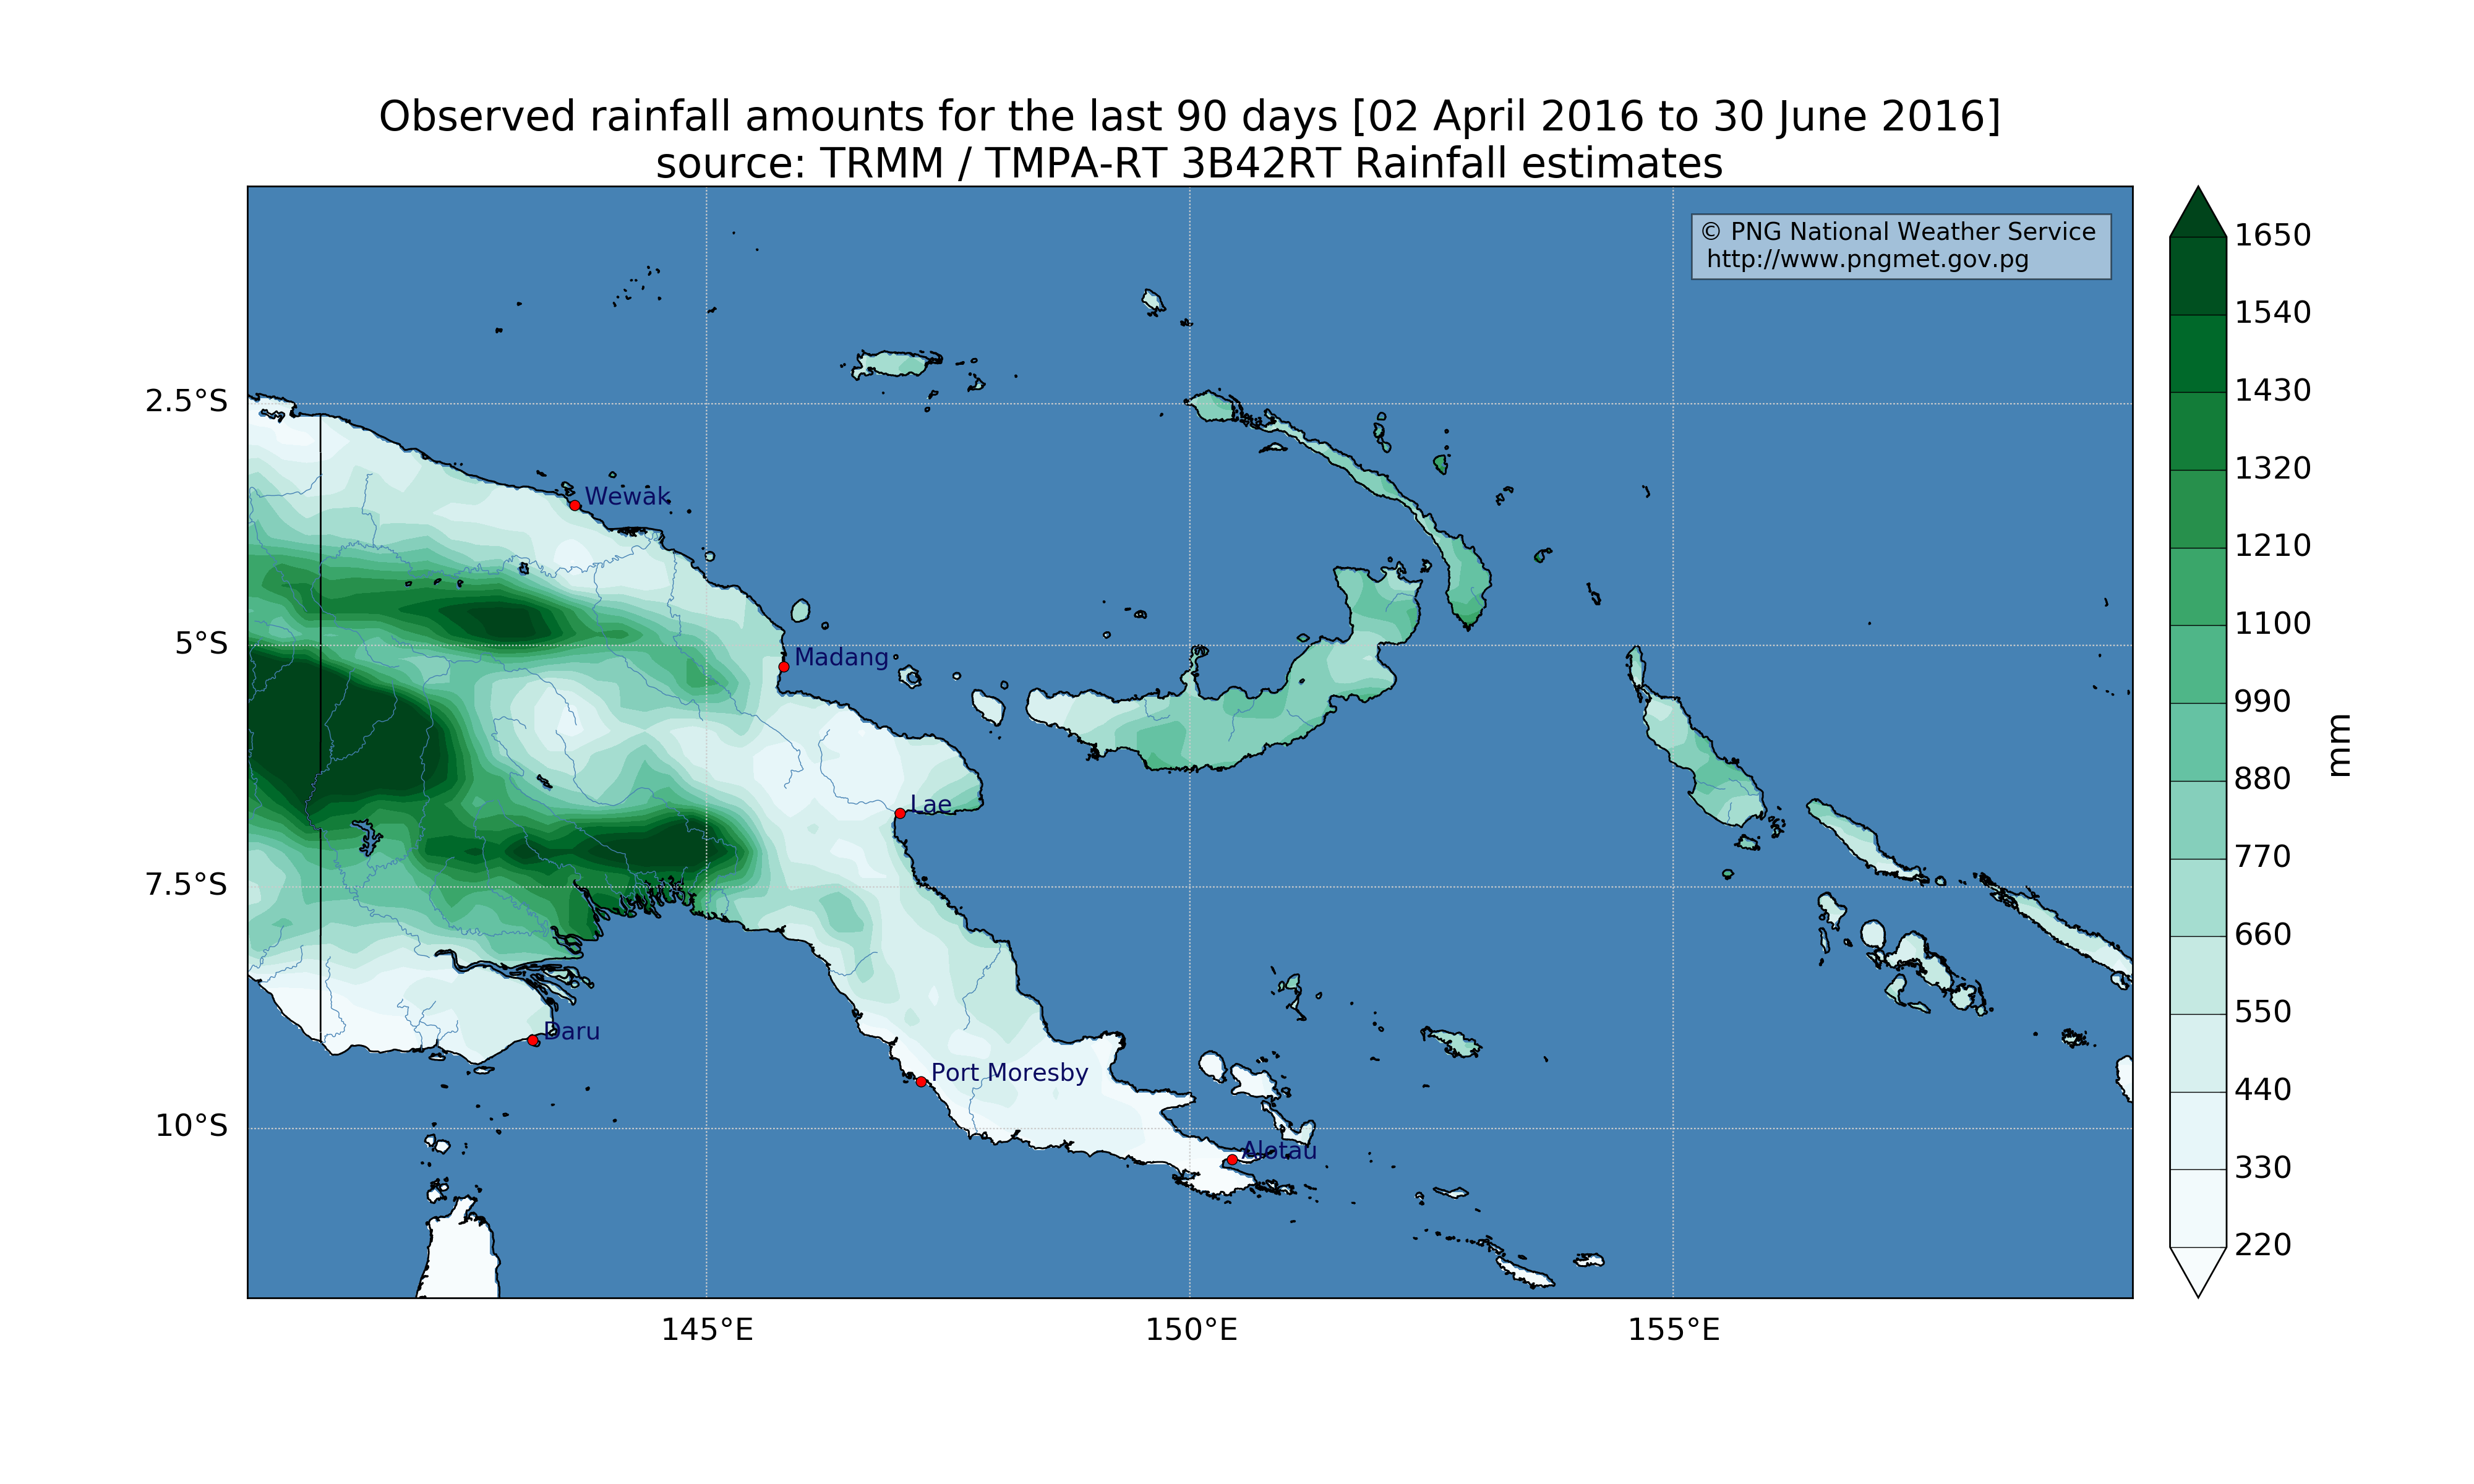 Observed rainfall amounts for the last 90 days [02 April 2016 to 30 June 2016]
source: TRMM / TMPA-RT 3B42RT Rainfall estimates
© PNG National Weather Service
http://www.pngmet.gov.pg
1650
1540
1430
1320
1210
1100
990
880
770
660
550
440
330
220
mm
2.5°S
5°S
7.5°S
10°S
Wewak
Madang
Lae
Daru
Port Moresby
Alotau
145°E
150°E
155°E